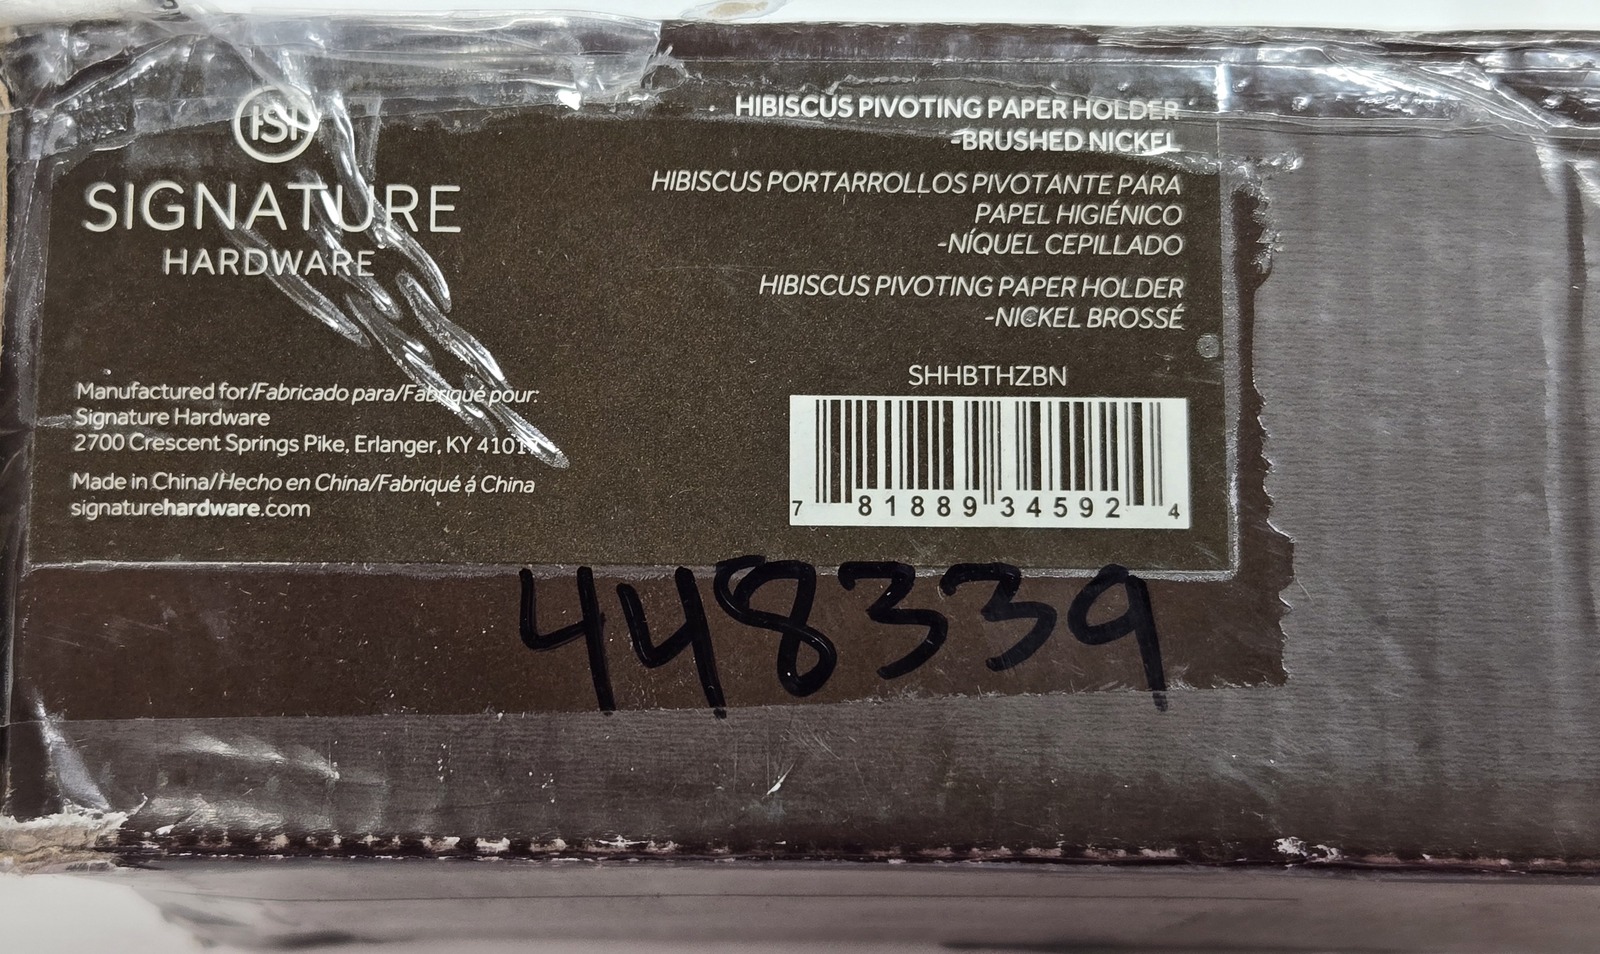 SIGNATURE
HARDWARE
Manufactured for/Fabricado para/Fabriqué pour:
Signature Hardware
2700 Crescent Springs Pike, Erlanger, KY 41017
Made in China/Hecho en China/Fabriqué á China
signaturehardware.com
HIBISCUS PIVOTING PAPER HOLDER
-BRUSHED NICKEL
HIBISCUS PORTARROLLOS PIVOTANTE PARA
PAPEL HIGIÉNICO
-NÍQUEL CEPILLADO
HIBISCUS PIVOTING PAPER HOLDER
-NICKEL BROSSÉ
SHHBTHZBN
7 81889 34592 4
448339